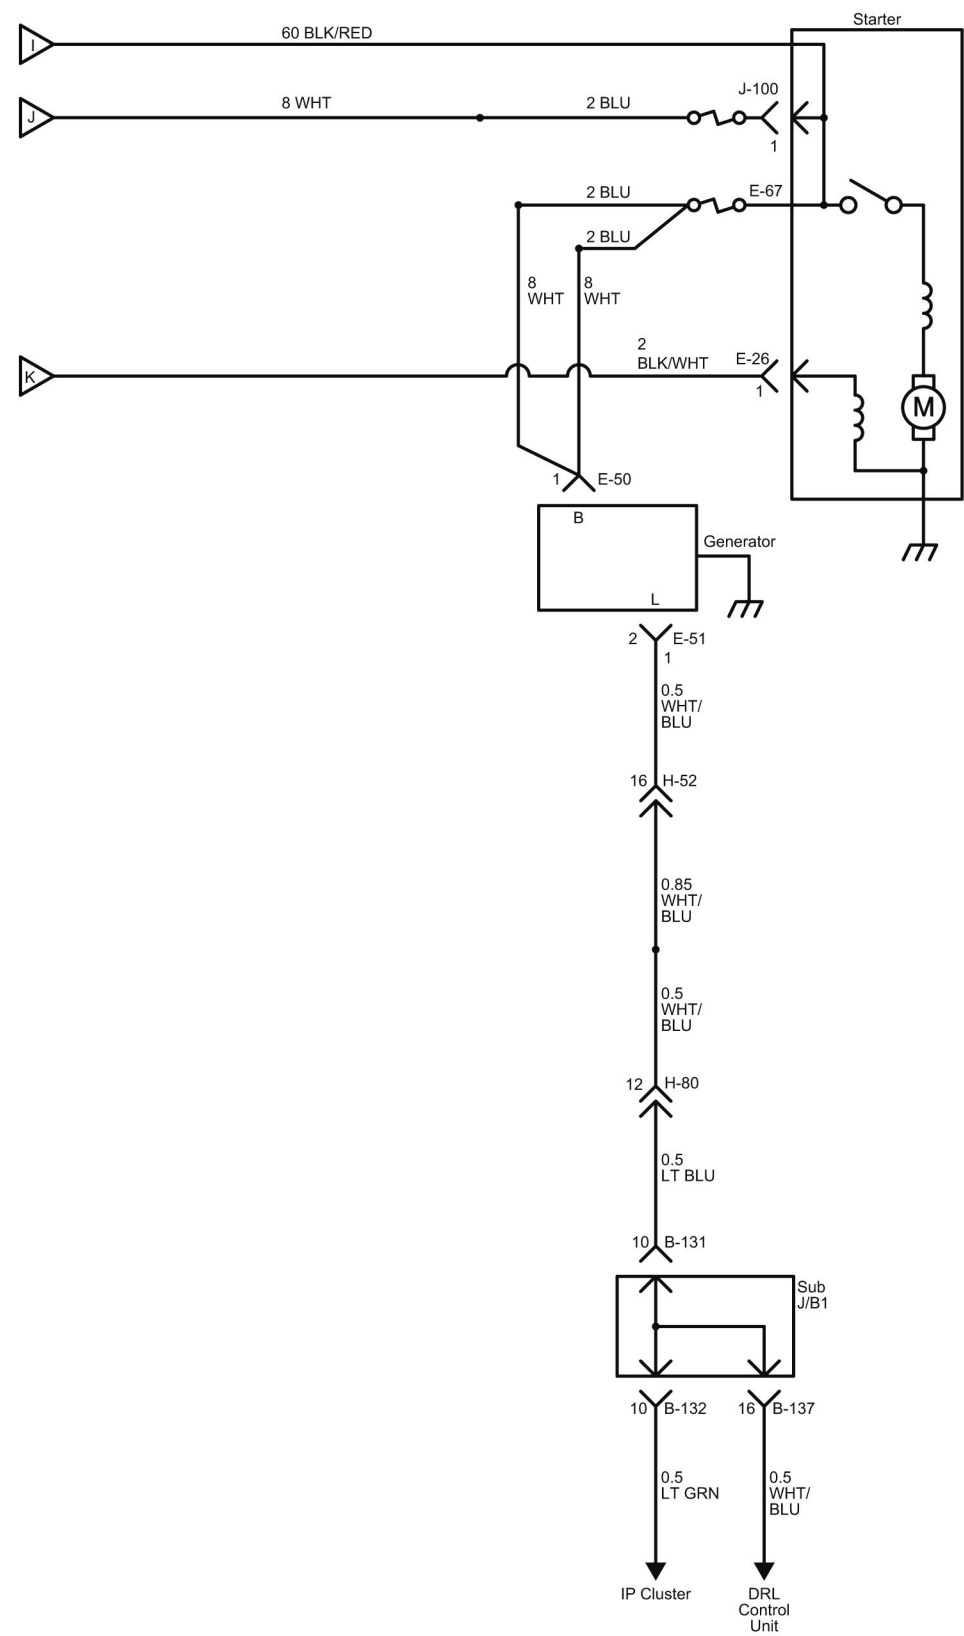 Starter
I
60 BLK/RED
J
8 WHT
2 BLU
J-100
1
2 BLU
E-67
2 BLU
8
WHT
8
WHT
K
2
BLK/WHT
E-26
1
M
1
E-50
B
Generator
L
2
E-51
1
0.5
WHT/
BLU
16
H-52
0.85
WHT/
BLU
0.5
WHT/
BLU
12
H-80
0.5
LT BLU
10
B-131
Sub
J/B1
10
B-132
16
B-137
0.5
LT GRN
0.5
WHT/
BLU
IP Cluster
DRL
Control
Unit